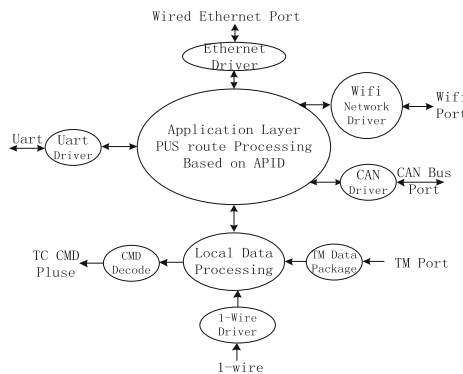 Wired Ethernet Port
Ethernet
Driver
Wifi
Network
Driver
Wifi
Port
Application Layer
PUS route Processing
Based on APID
Uart
Uart
Driver
CAN
Driver
CAN Bus
Port
TC CMD
Pluse
CMD
Decode
Local Data
Processing
TM Data
Package
TM Port
1-Wire
Driver
1-wire